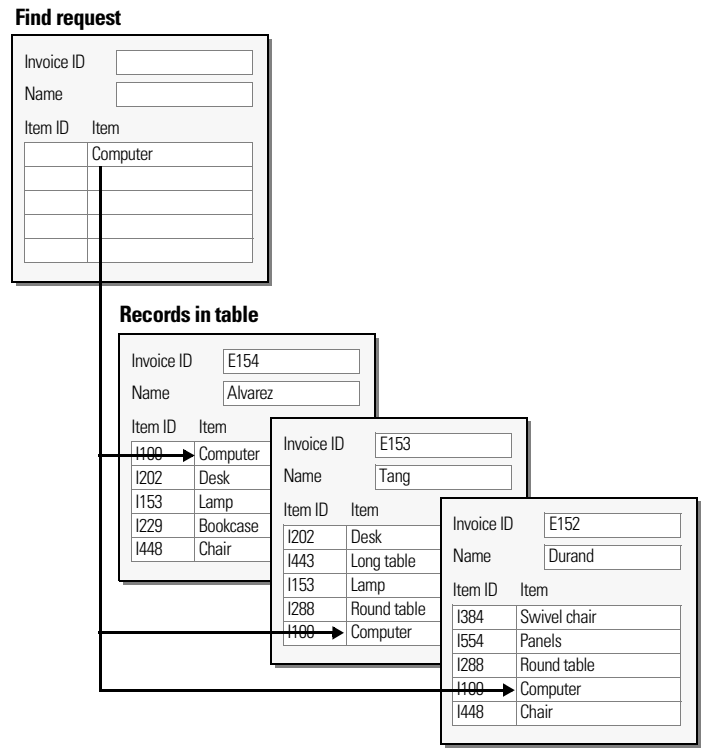 Find request
Invoice ID
Name
Item ID Item
Computer
Records in table
Invoice ID E154
Name Alvarez
Item ID Item
I100 Computer
I202 Desk
I153 Lamp
I229 Bookcase
I448 Chair
Invoice ID E153
Name Tang
Item ID Item
I202 Desk
I443 Long table
I153 Lamp
I288 Round table
I100 Computer
Invoice ID E152
Name Durand
Item ID Item
I384 Swivel chair
I554 Panels
I288 Round table
I100 Computer
I448 Chair